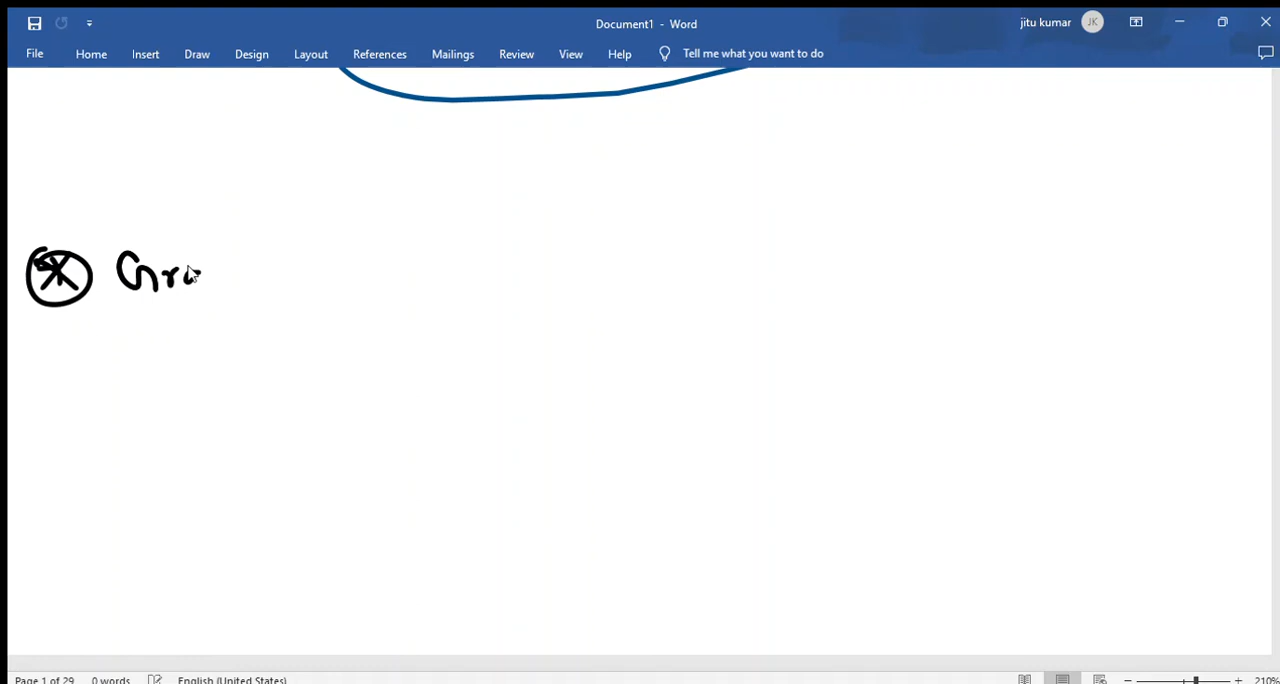 Document1 - Word
jitu kumar
JK
File Home Insert Draw Design Layout References Mailings Review View Help Tell me what you want to do
Gra
Page 1 of 29 0 words English (United States) 210%